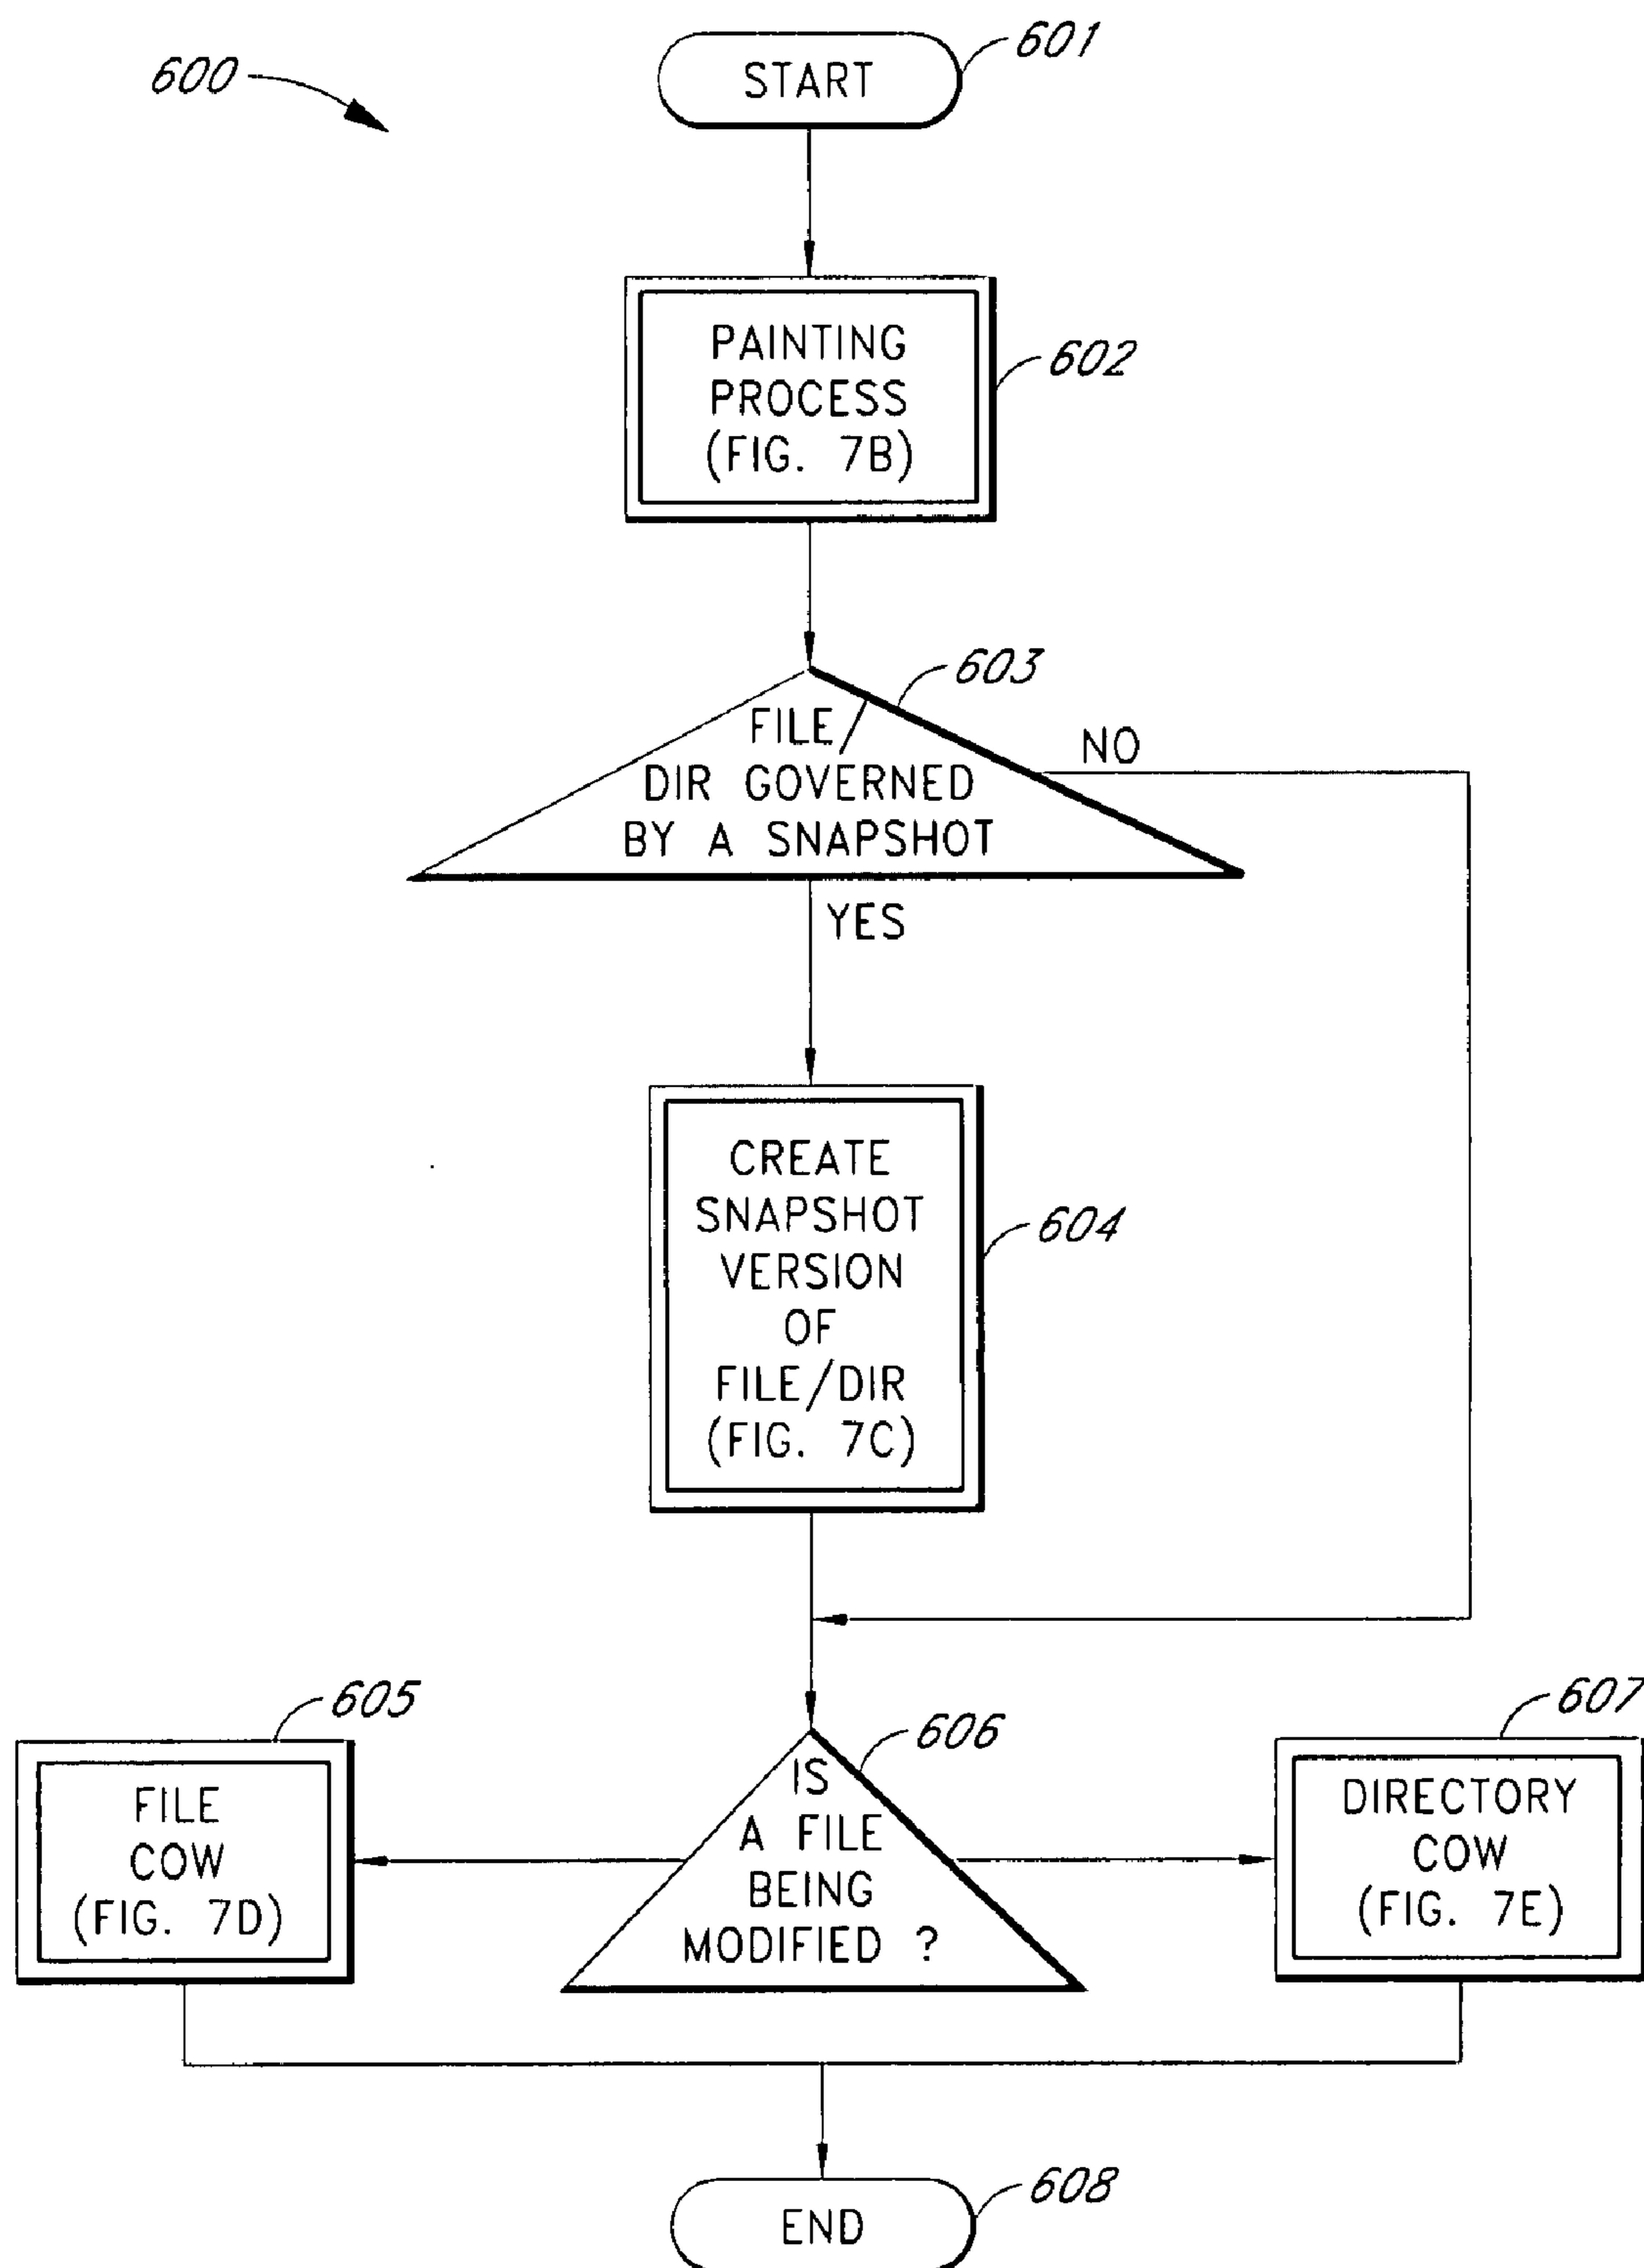 600
601
START
PAINTING
PROCESS
(FIG. 7B)
602
603
FILE/
DIR GOVERNED
BY A SNAPSHOT
NO
YES
CREATE
SNAPSHOT
VERSION
OF
FILE/DIR
(FIG. 7C)
604
605
FILE
COW
(FIG. 7D)
606
IS
A FILE
BEING
MODIFIED ?
607
DIRECTORY
COW
(FIG. 7E)
END
608